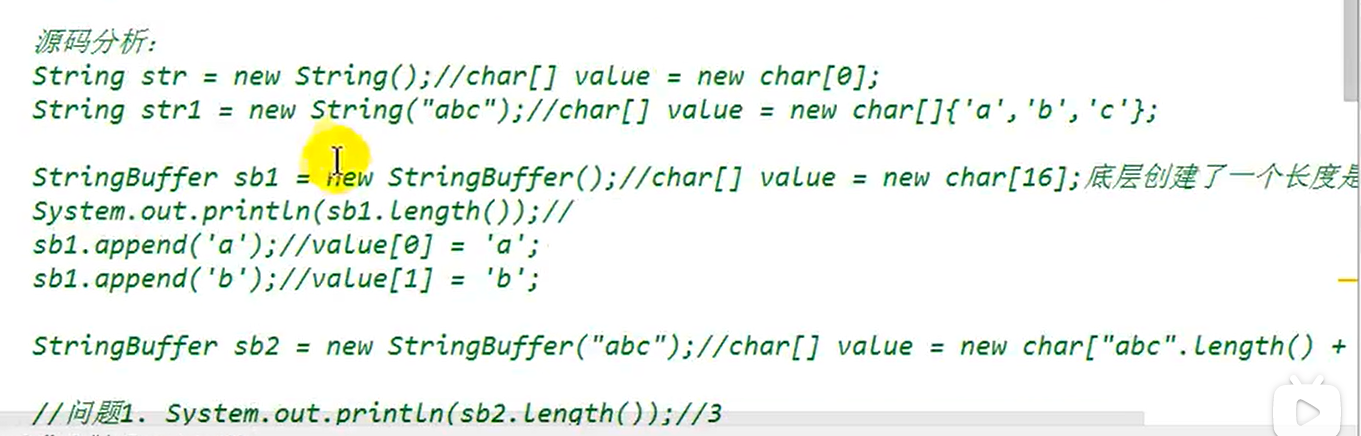 源码分析：
String str = new String();//char[] value = new char[0];
String str1 = new String("abc");//char[] value = new char[]{'a','b','c'};
StringBuffer sb1 = new StringBuffer();//char[] value = new char[16];底层创建了一个长度是
System.out.println(sb1.length());//
sb1.append('a');//value[0] = 'a';
sb1.append('b');//value[1] = 'b';
StringBuffer sb2 = new StringBuffer("abc");//char[] value = new char["abc".length() +
//问题1. System.out.println(sb2.length());//3